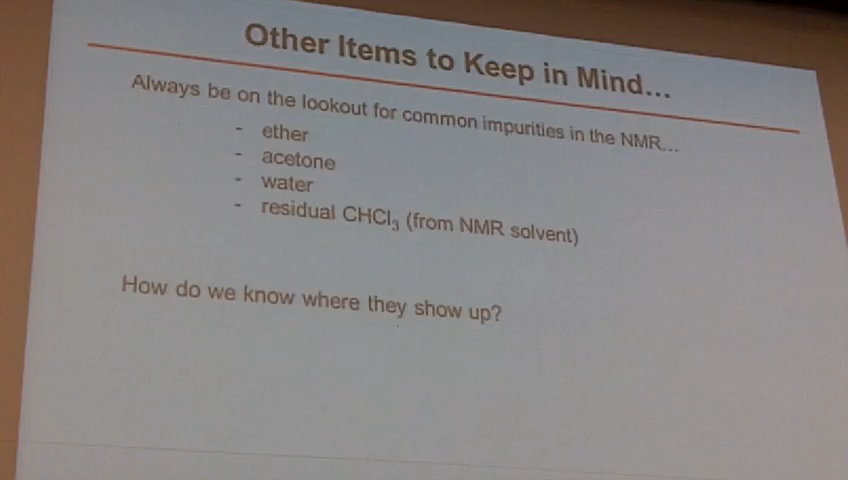 Other Items to Keep in Mind...
Always be on the lookout for common impurities in the NMR...
- ether
- acetone
- water
- residual CHCl₃ (from NMR solvent)
How do we know where they show up?